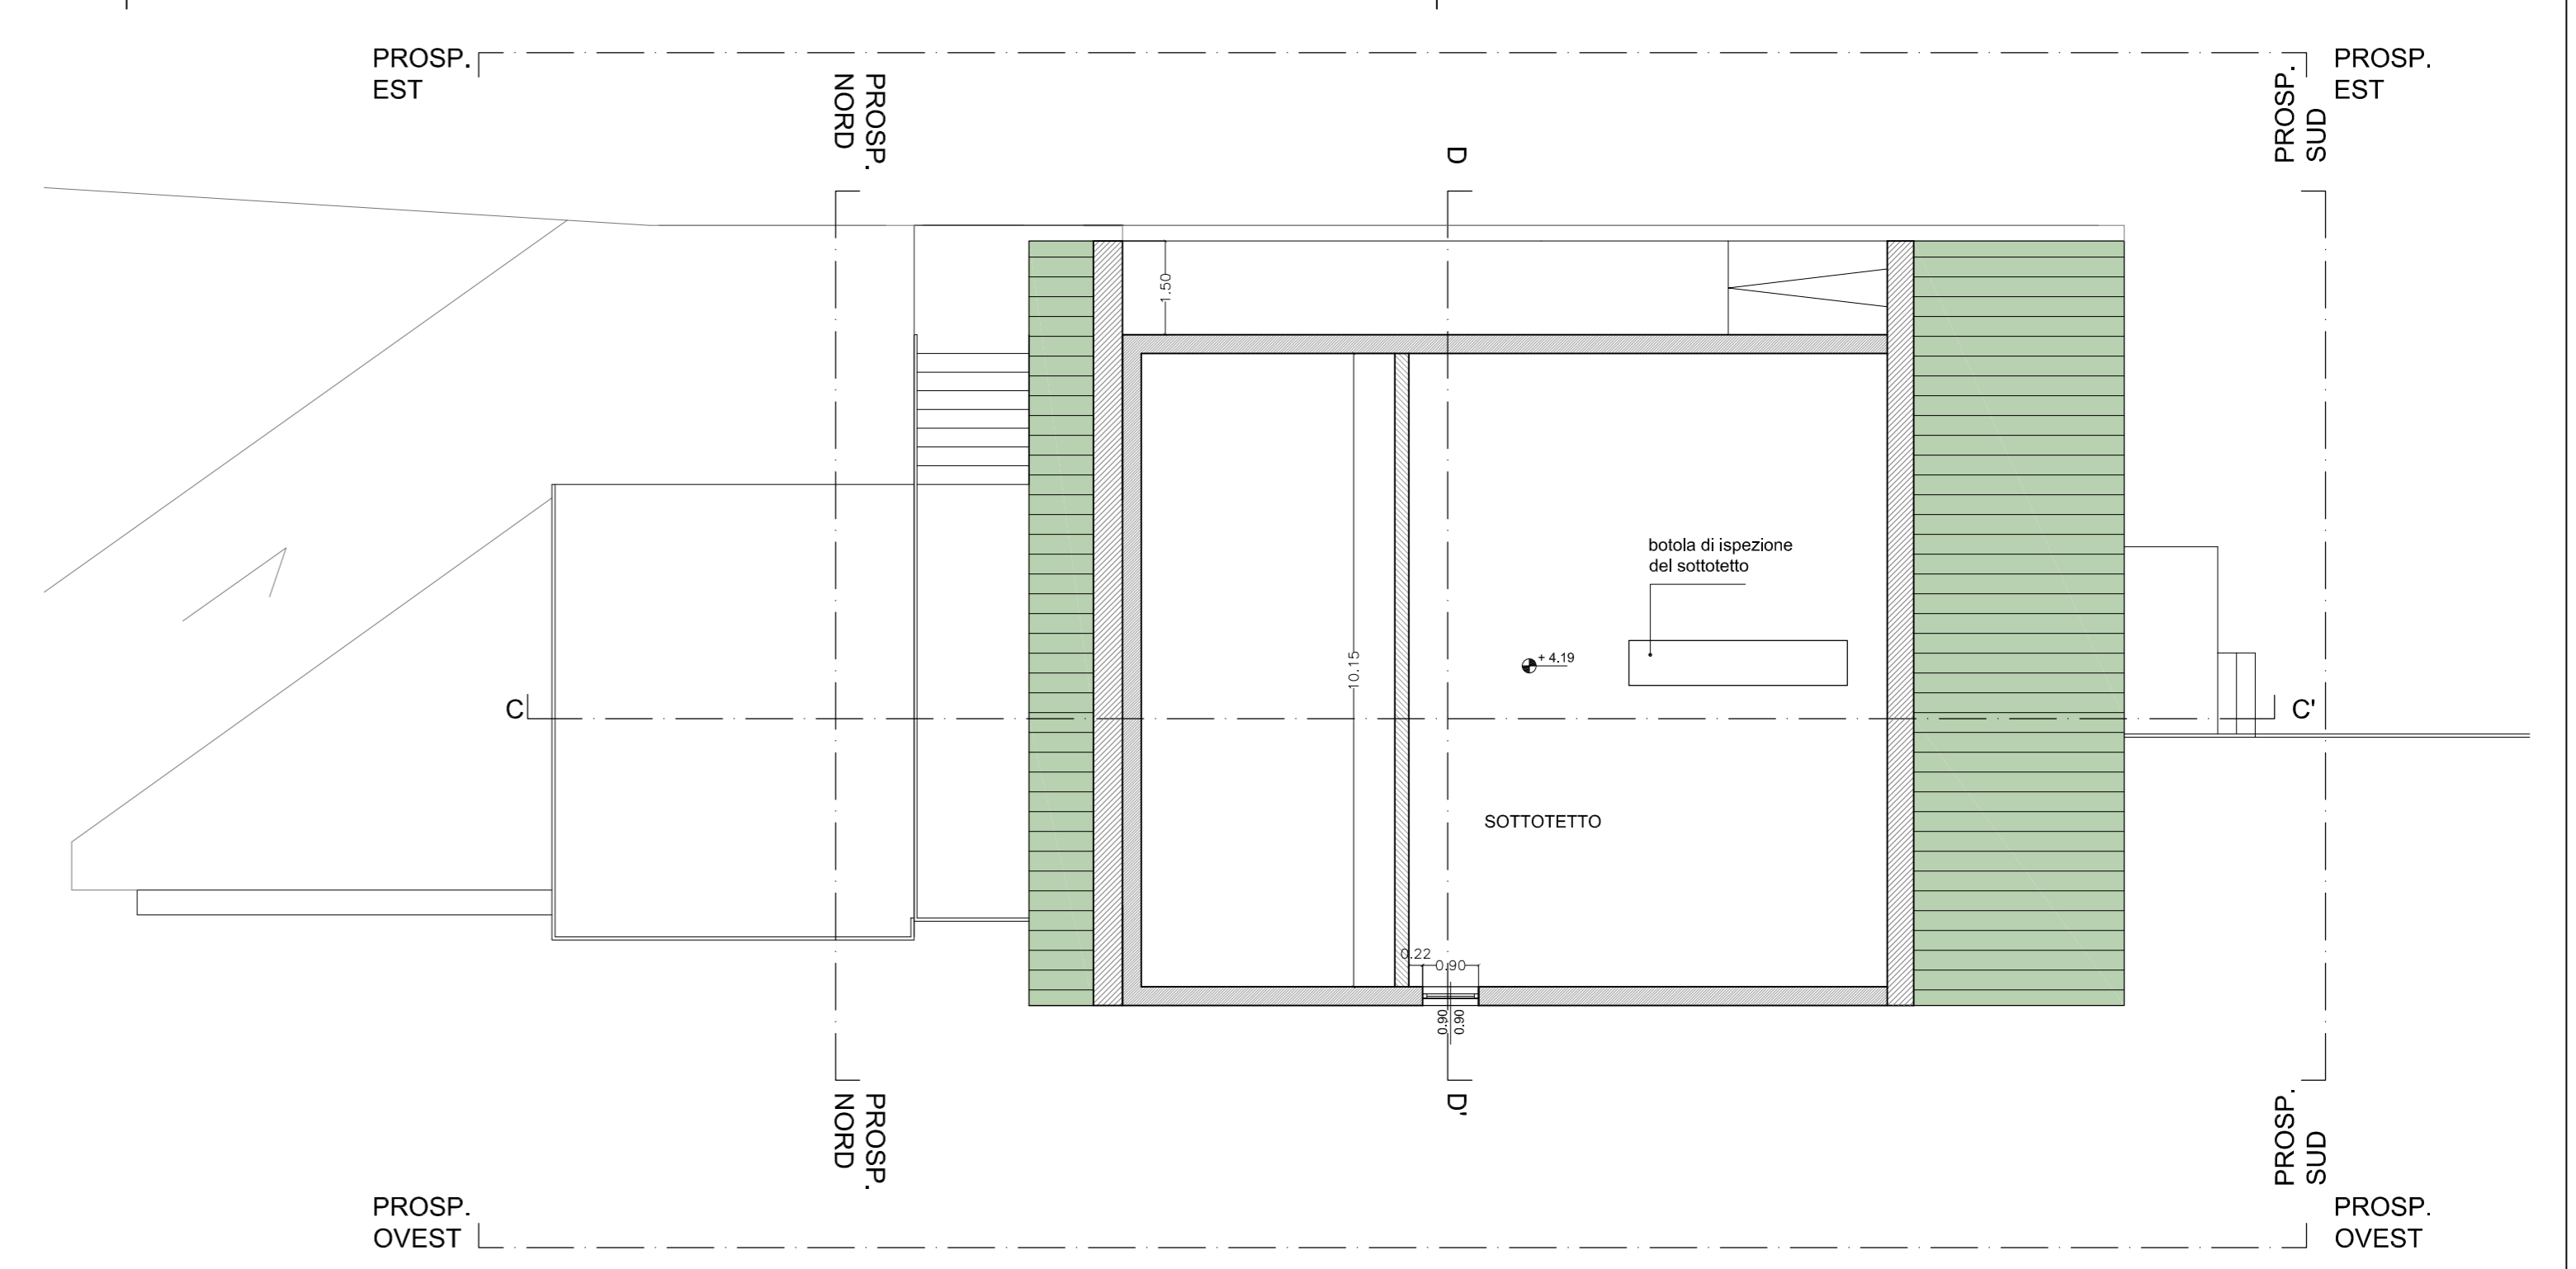 PROSP.
EST
PROSP.
NORD
D
PROSP.
SUD
PROSP.
EST
1.50
botola di ispezione
del sottotetto
10.15
+ 4.19
C
C'
SOTTOTETTO
0.22
0.90
0.90
0.90
PROSP.
NORD
D'
PROSP.
SUD
PROSP.
OVEST
PROSP.
OVEST